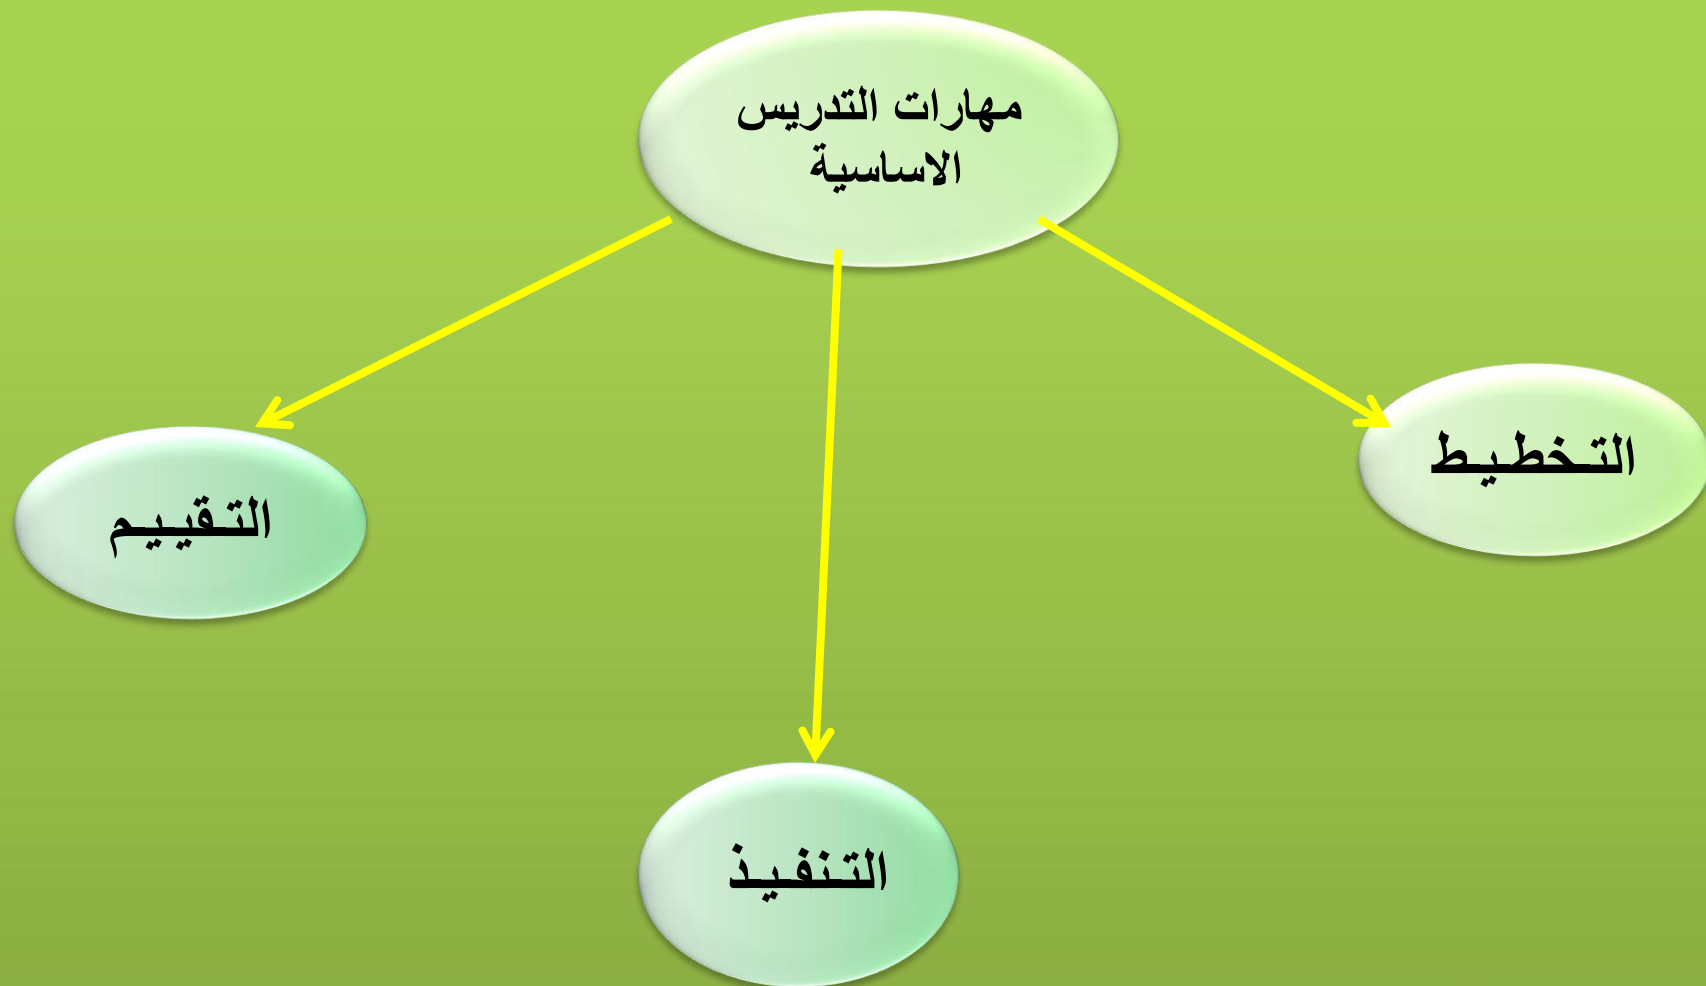 مهارات التدريس
الاساسية
التخطيط
التقييم
التنفيذ